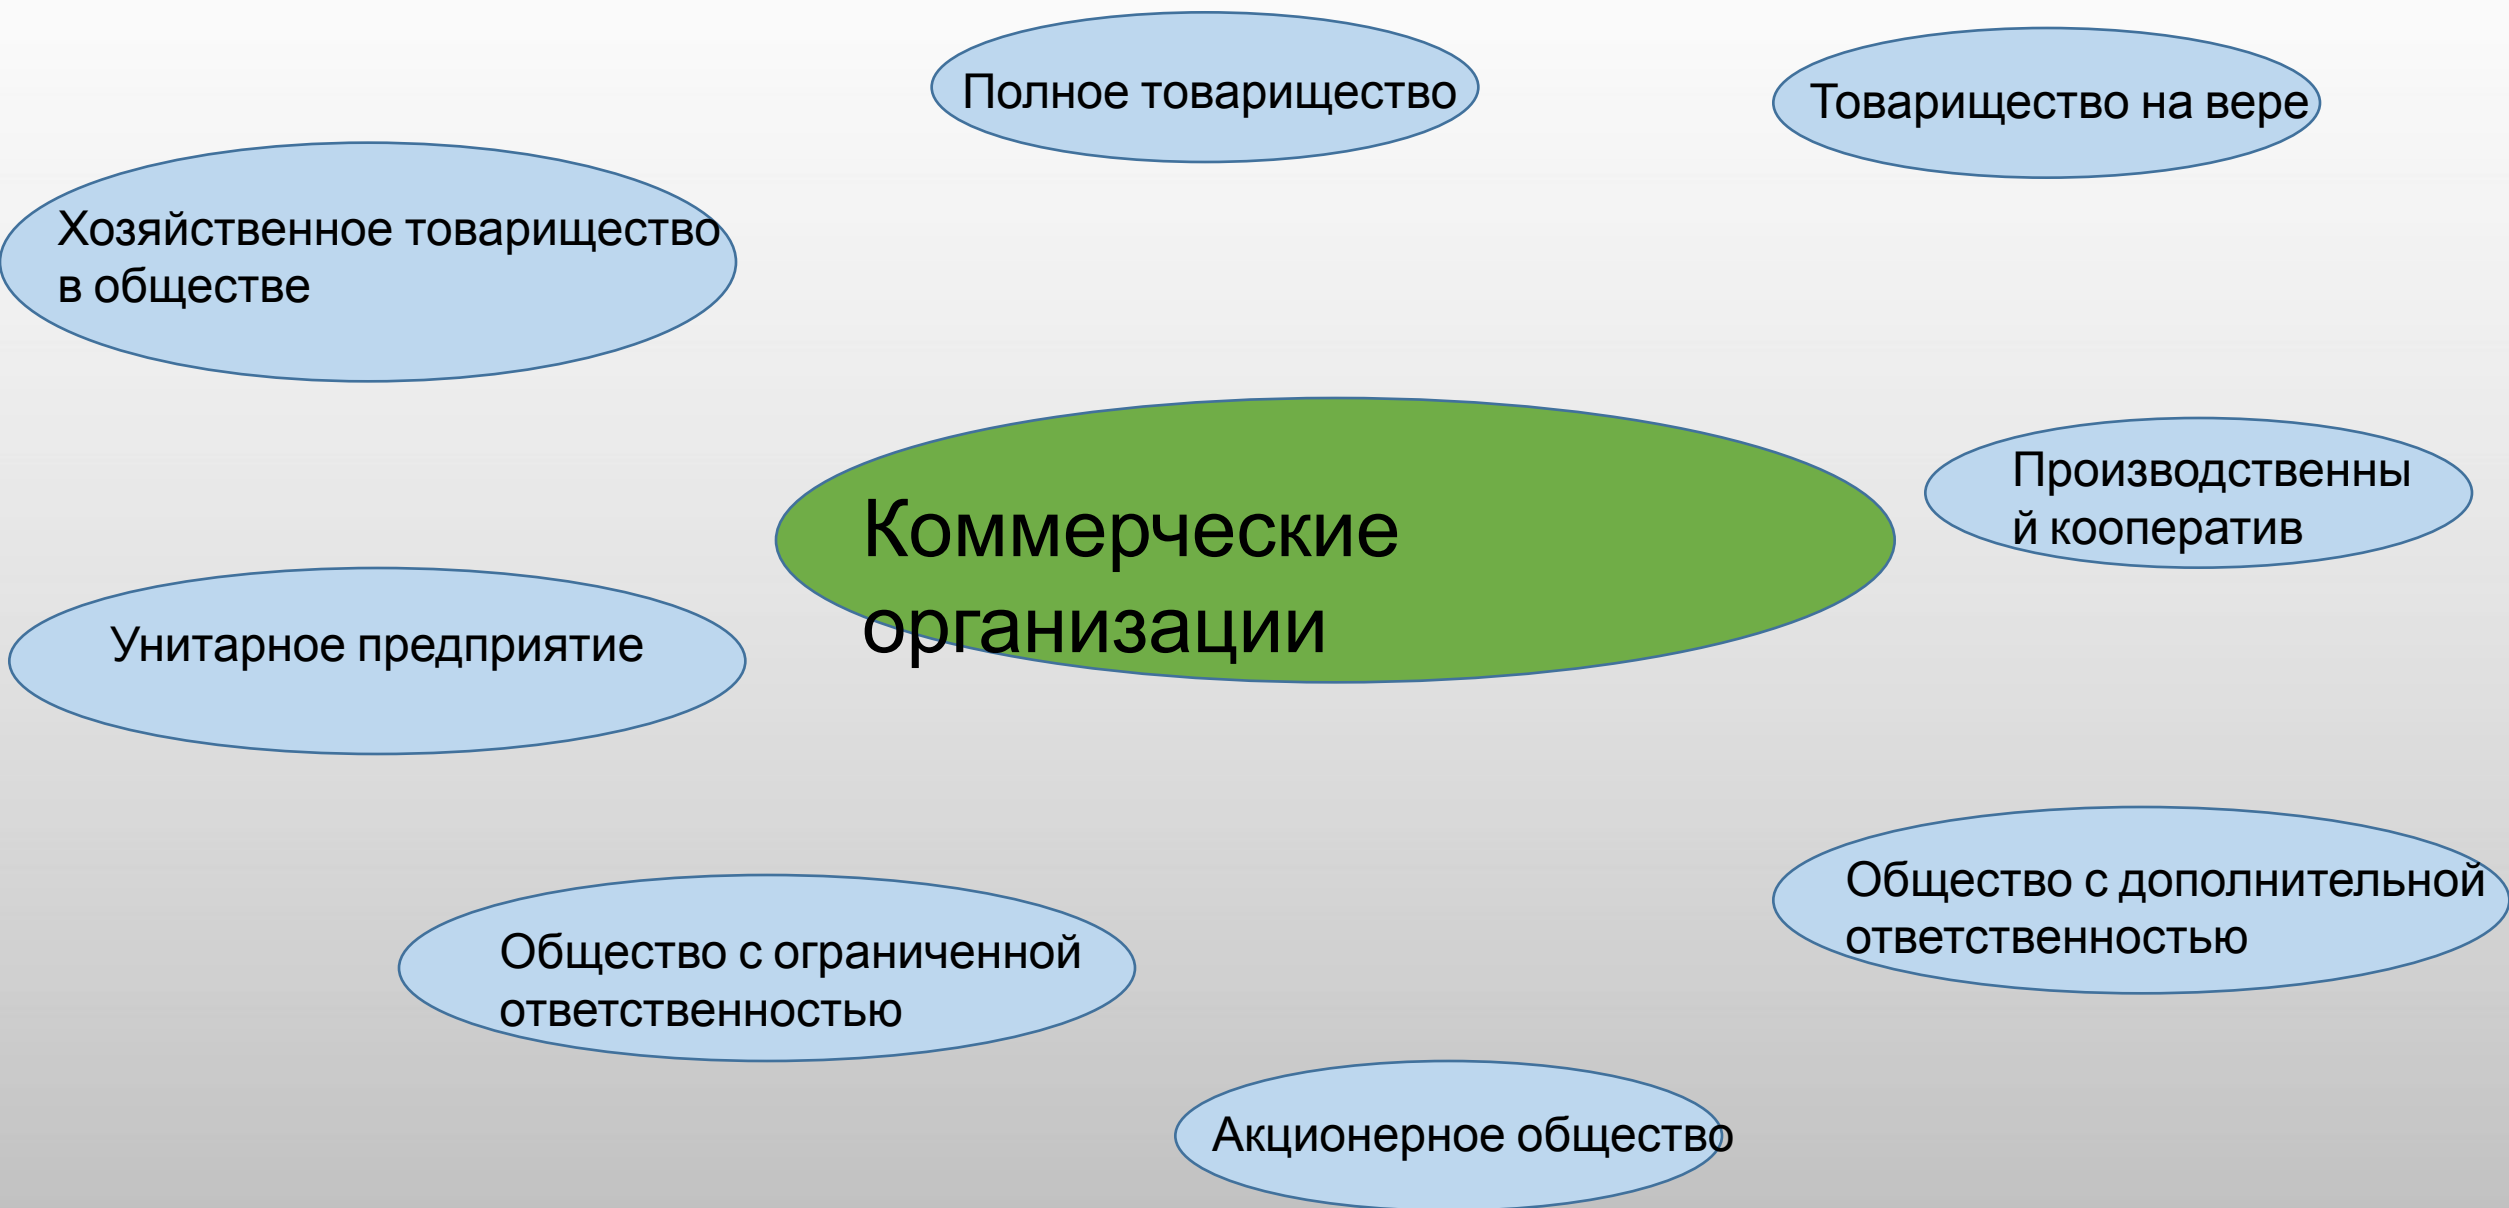 Полное товарищество
Товарищество на вере
Хозяйственное товарищество
в обществе
Коммерческие
организации
Производственны
й кооператив
Унитарное предприятие
Общество с дополнительной
ответственностью
Общество с ограниченной
ответственностью
Акционерное общество